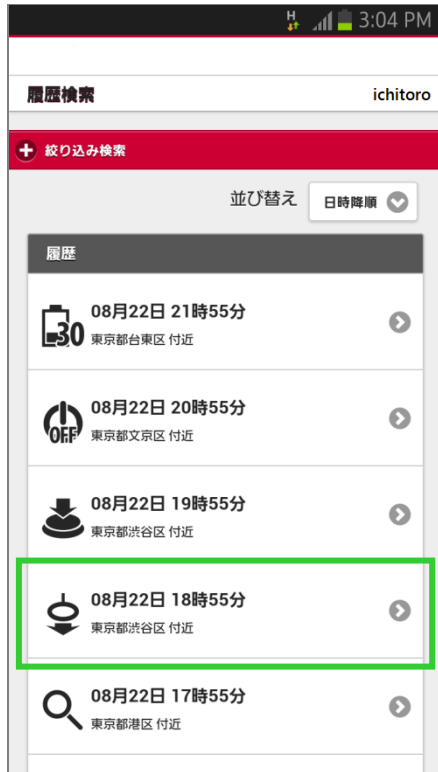 H 3:04 PM
履歴検索 ichitoro
絞り込み検索
並び替え 日時降順
履歴
30 08月22日 21時55分
東京都台東区 付近
OFF 08月22日 20時55分
東京都文京区 付近
08月22日 19時55分
東京都渋谷区 付近
08月22日 18時55分
東京都渋谷区 付近
08月22日 17時55分
東京都港区 付近